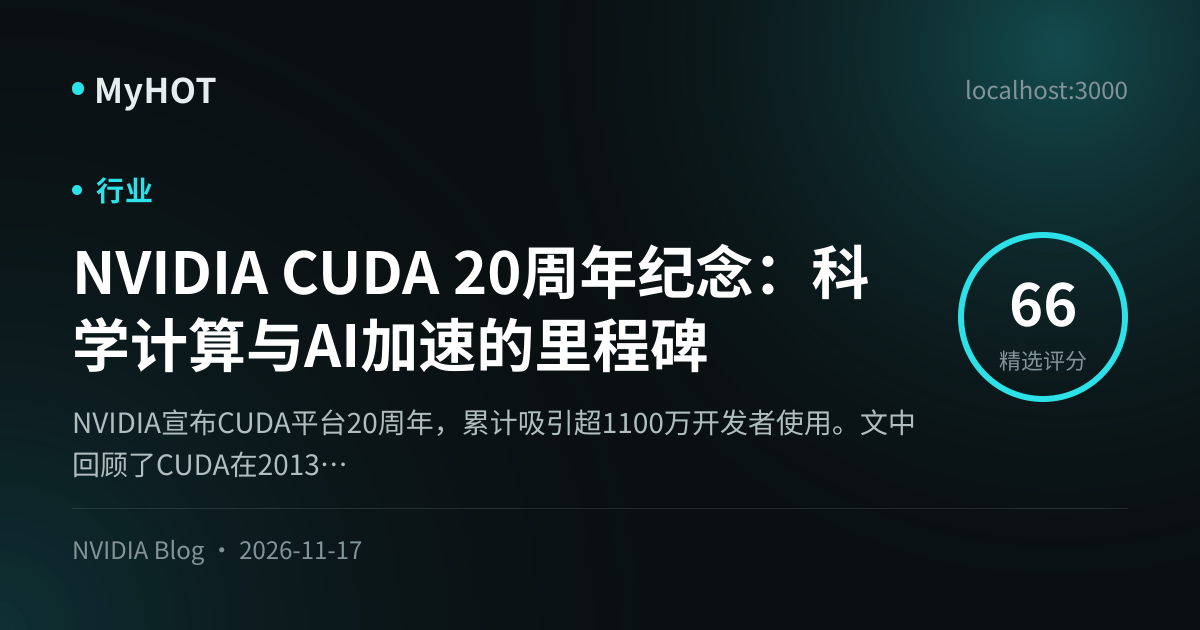 MyHOT
localhost:3000
行业
NVIDIA CUDA 20周年纪念：科
学计算与AI加速的里程碑
66
精选评分
NVIDIA宣布CUDA平台20周年，累计吸引超1100万开发者使用。文中
回顾了CUDA在2013…
NVIDIA Blog · 2026-11-17